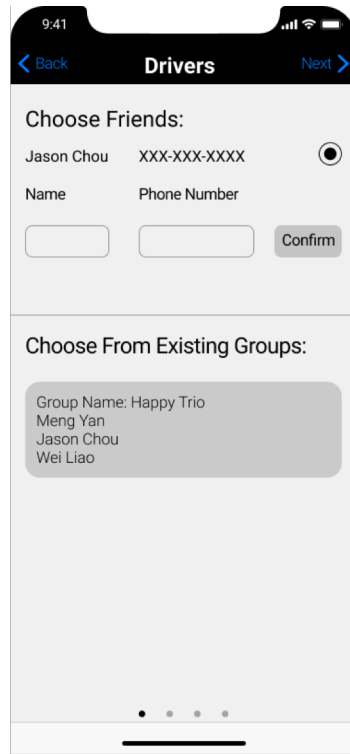 9:41
Back Drivers Next
Choose Friends:
Jason Chou XXX-XXX-XXXX
Name Phone Number
Confirm
Choose From Existing Groups:
Group Name: Happy Trio
Meng Yan
Jason Chou
Wei Liao